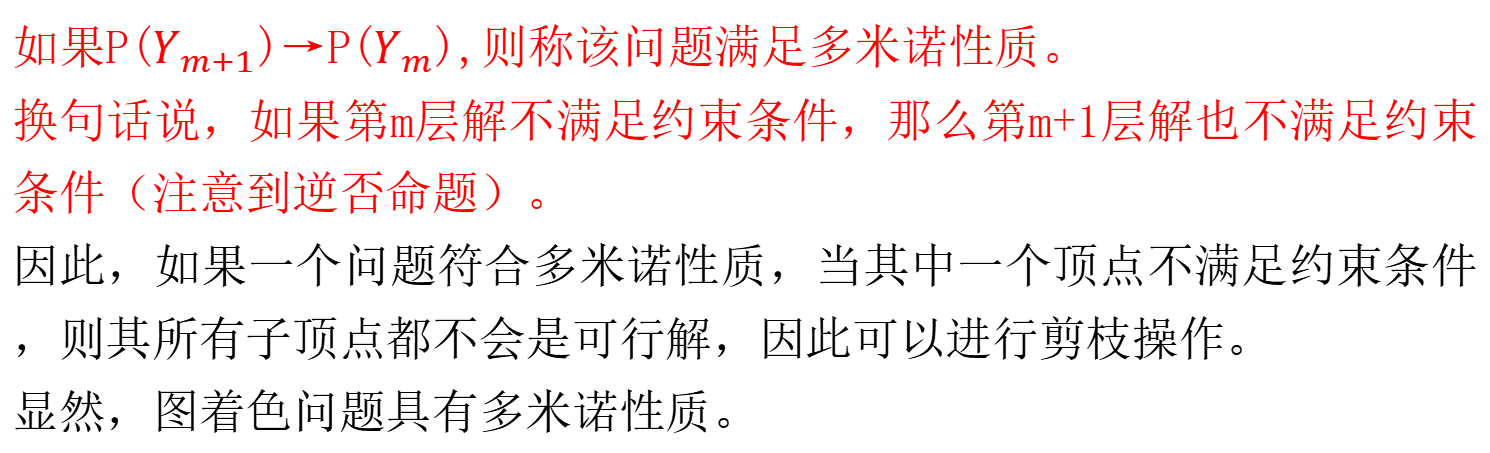 如果P(Yₘ₊₁)→P(Yₘ),则称该问题满足多米诺性质。
换句话说，如果第m层解不满足约束条件，那么第m+1层解也不满足约束
条件（注意到逆否命题）。
因此，如果一个问题符合多米诺性质，当其中一个顶点不满足约束条件
，则其所有子顶点都不会是可行解，因此可以进行剪枝操作。
显然，图着色问题具有多米诺性质。